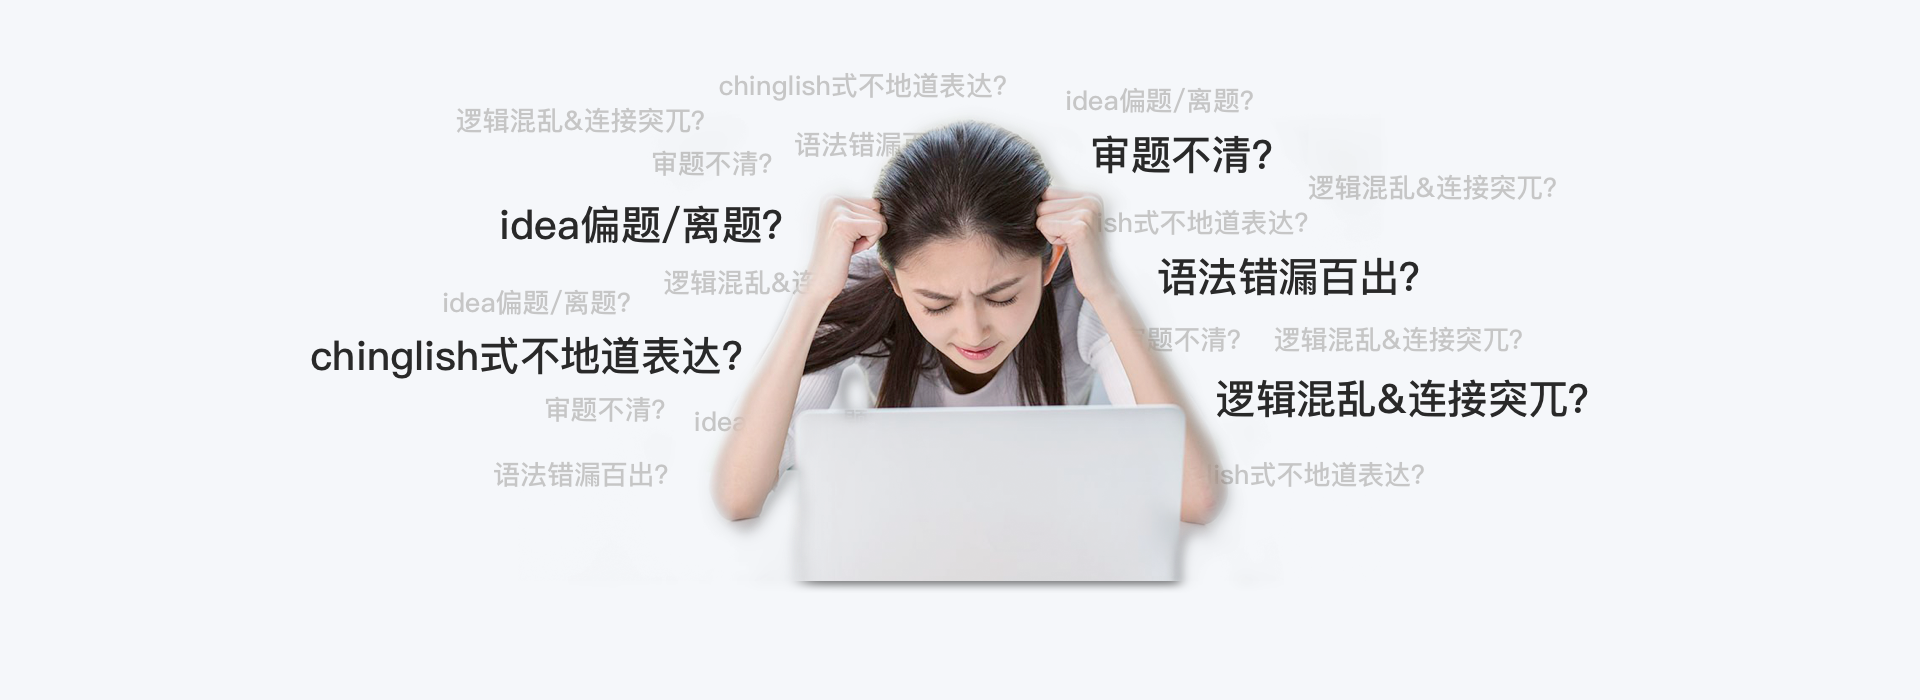 chinglish式不地道表达?
idea偏题/离题?
逻辑混乱&连接突兀?
语法错漏
审题不清?
审题不清?
逻辑混乱&连接突兀?
idea偏题/离题?
ish式不地道表达?
语法错漏百出?
逻辑混乱&连
idea偏题/离题?
题不清?
逻辑混乱&连接突兀?
chinglish式不地道表达?
逻辑混乱&连接突兀?
审题不清?
idea
语法错漏百出?
lish式不地道表达?